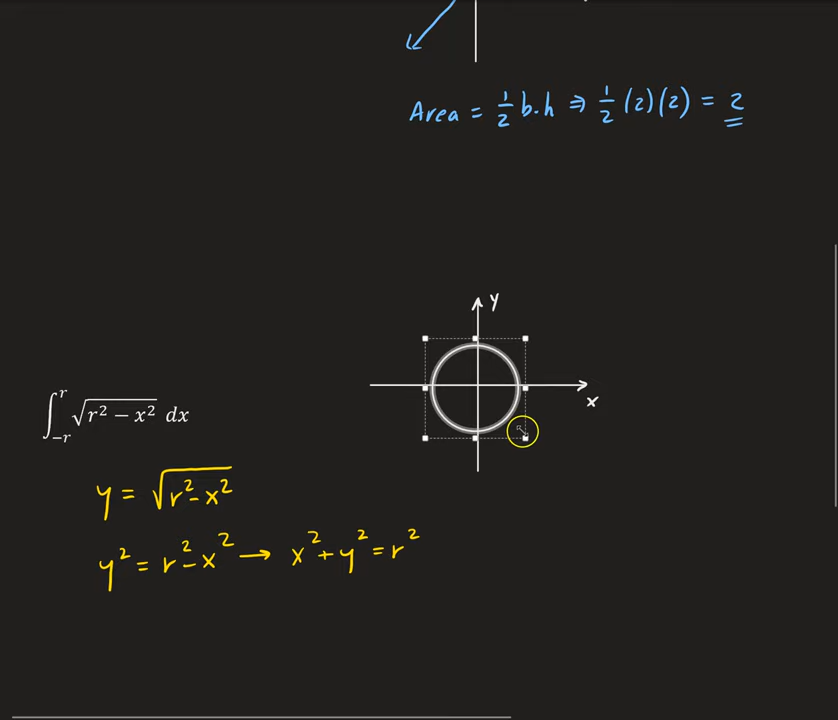 Area = 1/2 b.h ⇒ 1/2 (2)(2) = 2
y
x
∫_{-r}^{r} √(r² − x²) dx
y = √(r² - x²)
y² = r² - x² → x² + y² = r²